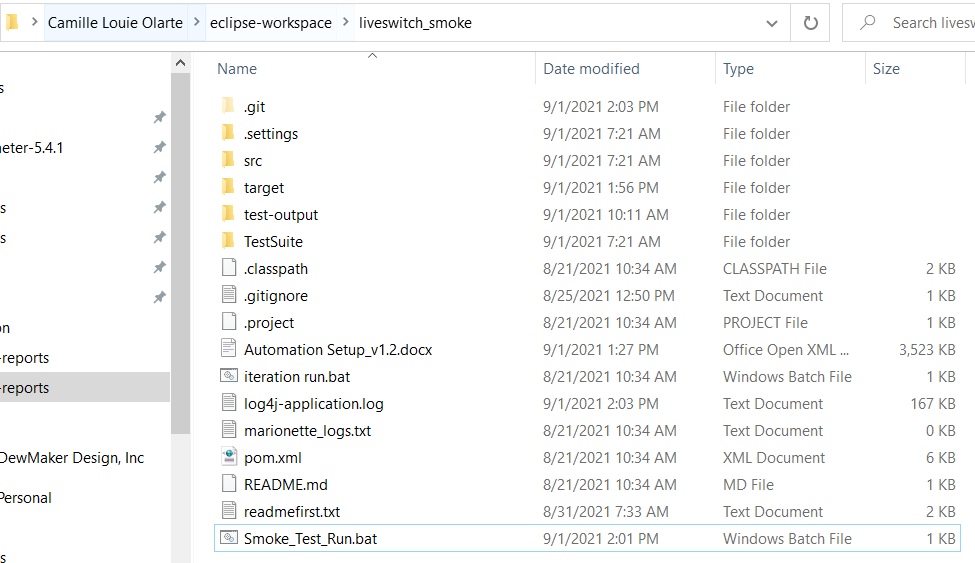 Camille Louie Olarte > eclipse-workspace > liveswitch_smoke
Search livesw
Name Date modified Type Size
.git 9/1/2021 2:03 PM File folder
.settings 9/1/2021 7:21 AM File folder
eter-5.4.1
src 9/1/2021 7:21 AM File folder
target 9/1/2021 1:56 PM File folder
s test-output 9/1/2021 10:11 AM File folder
s TestSuite 9/1/2021 7:21 AM File folder
.classpath 8/21/2021 10:34 AM CLASSPATH File 2 KB
.gitignore 8/25/2021 12:50 PM Text Document 1 KB
on .project 8/21/2021 10:34 AM PROJECT File 1 KB
-reports Automation Setup_v1.2.docx 9/1/2021 1:27 PM Office Open XML ... 3,523 KB
-reports iteration run.bat 8/21/2021 10:34 AM Windows Batch File 1 KB
log4j-application.log 9/1/2021 2:03 PM Text Document 167 KB
marionette_logs.txt 8/21/2021 10:34 AM Text Document 0 KB
DewMaker Design, Inc pom.xml 8/21/2021 10:34 AM XML Document 6 KB
README.md 8/21/2021 10:34 AM MD File 1 KB
Personal readmefirst.txt 8/31/2021 7:33 AM Text Document 2 KB
Smoke_Test_Run.bat 9/1/2021 2:01 PM Windows Batch File 1 KB
s